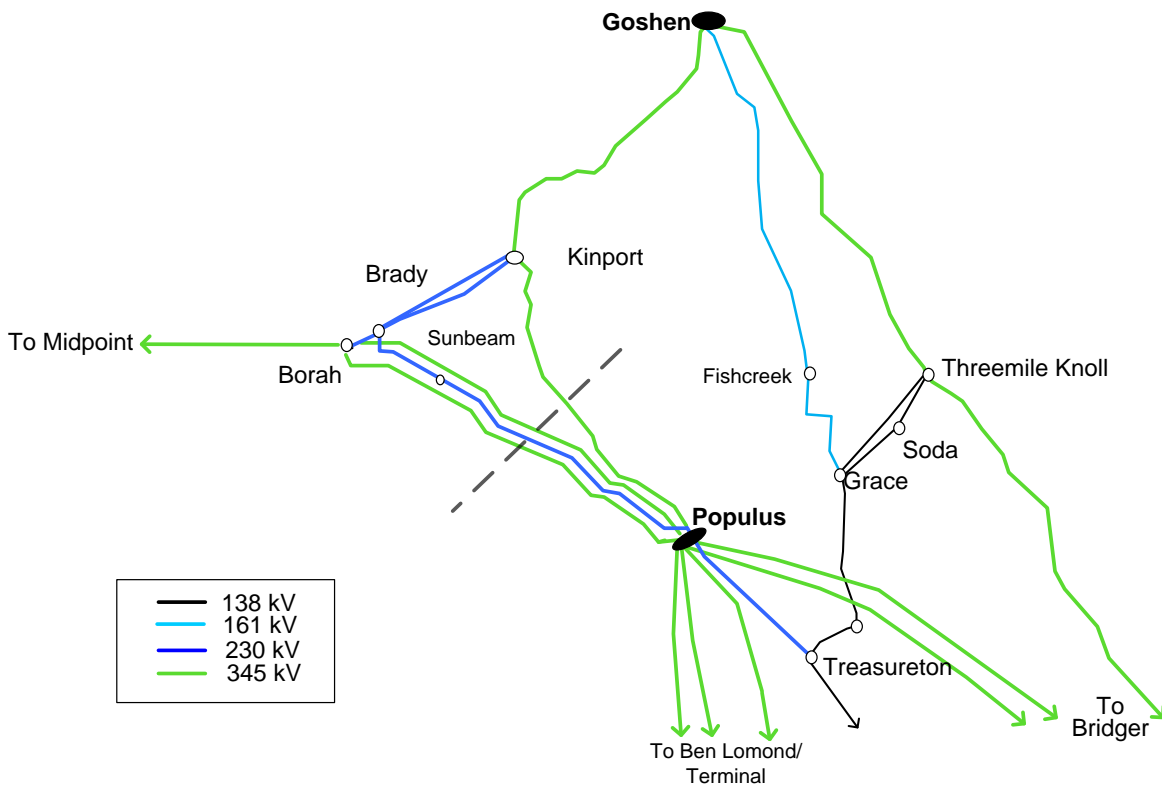 Goshen
Kinport
Brady
To Midpoint
Sunbeam
Borah
Fishcreek
Threemile Knoll
Soda
Grace
Populus
138 kV
161 kV
230 kV
345 kV
Treasureton
To
Bridger
To Ben Lomond/
Terminal